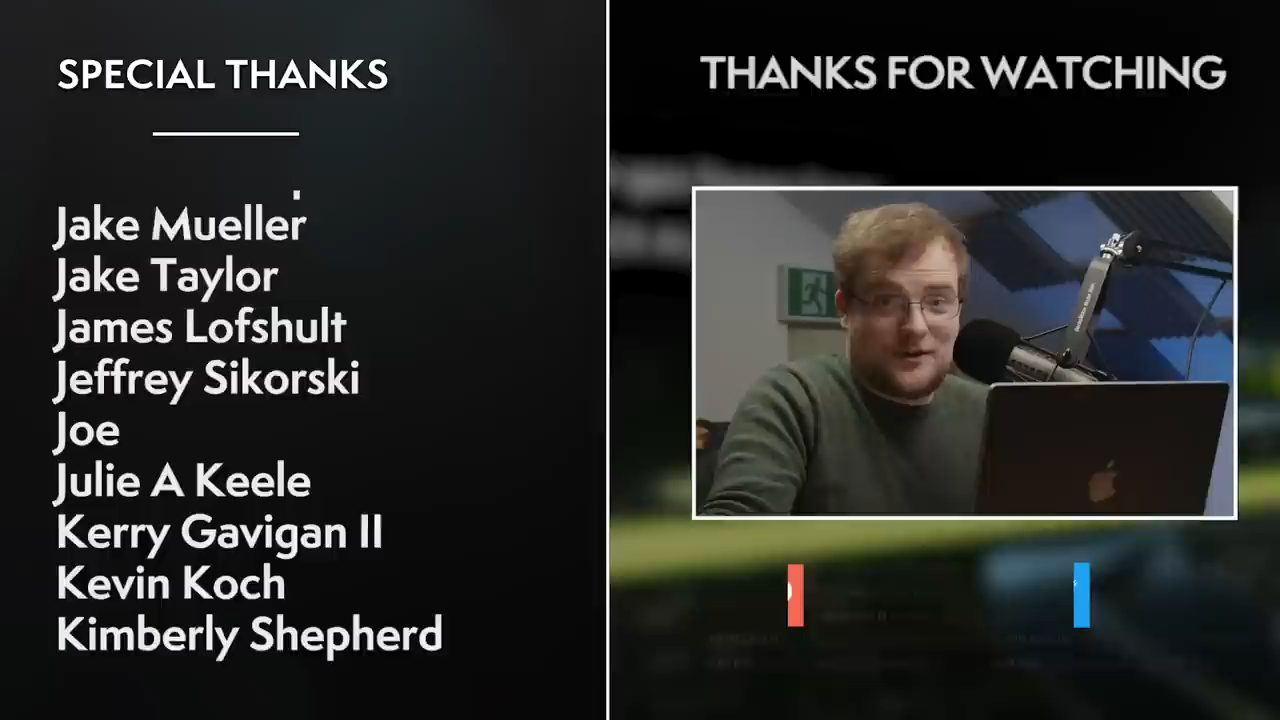 SPECIAL THANKS
Jake Mueller
Jake Taylor
James Lofshult
Jeffrey Sikorski
Joe
Julie A Keele
Kerry Gavigan II
Kevin Koch
Kimberly Shepherd
THANKS FOR WATCHING